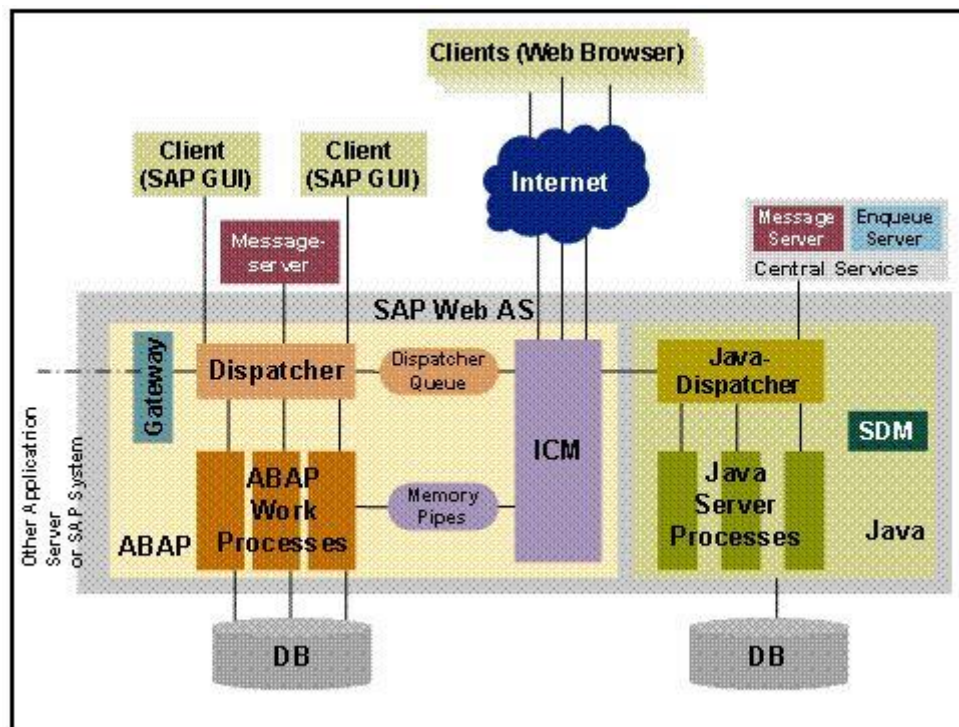 Clients (Web Browser)
Client
(SAP GUI)
Client
(SAP GUI)
Internet
Message-
server
Message
Server
Enqueue
Server
Central Services
SAP Web AS
Gateway
Dispatcher
Dispatcher
Queue
Java-
Dispatcher
SDM
ICM
ABAP
Work
Processes
Memory
Pipes
Java
Server
Processes
ABAP
Java
Other Applicatrion
Server
or SAP System
DB
DB